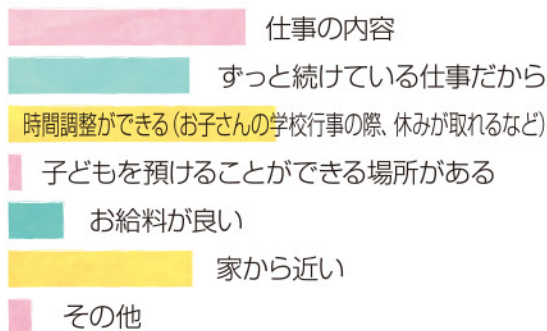 仕事の内容
ずっと続けている仕事だから
時間調整ができる（お子さんの学校行事の際、休みが取れるなど）
子どもを預けることができる場所がある
お給料が良い
家から近い
その他